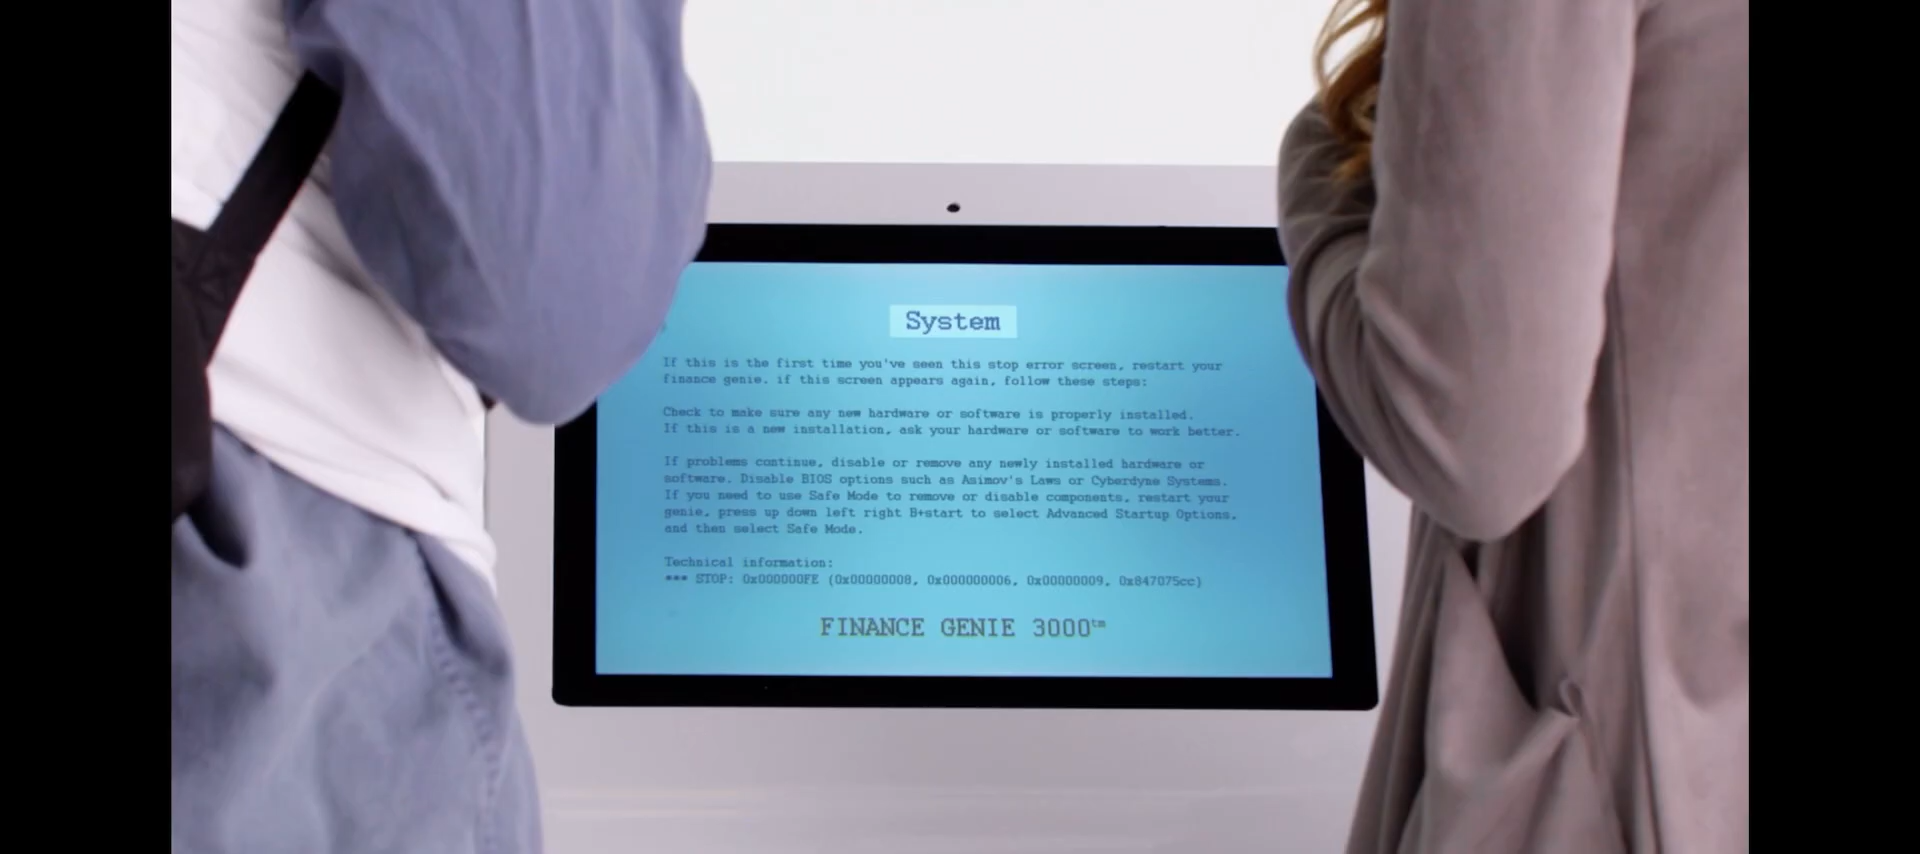 System
If this is the first time you've seen this stop error screen, restart your
finance genie. if this screen appears again, follow these steps:
Check to make sure any new hardware or software is properly installed.
If this is a new installation, ask your hardware or software to work better.
If problems continue, disable or remove any newly installed hardware or
software. Disable BIOS options such as Asimov's Laws or Cyberdyne Systems.
If you need to use Safe Mode to remove or disable components, restart your
genie, press up down left right B+start to select Advanced Startup Options,
and then select Safe Mode.
Technical information:
*** STOP: 0x000000FE (0x00000008, 0x000000006, 0x00000009, 0x847075cc)
FINANCE GENIE 3000tm